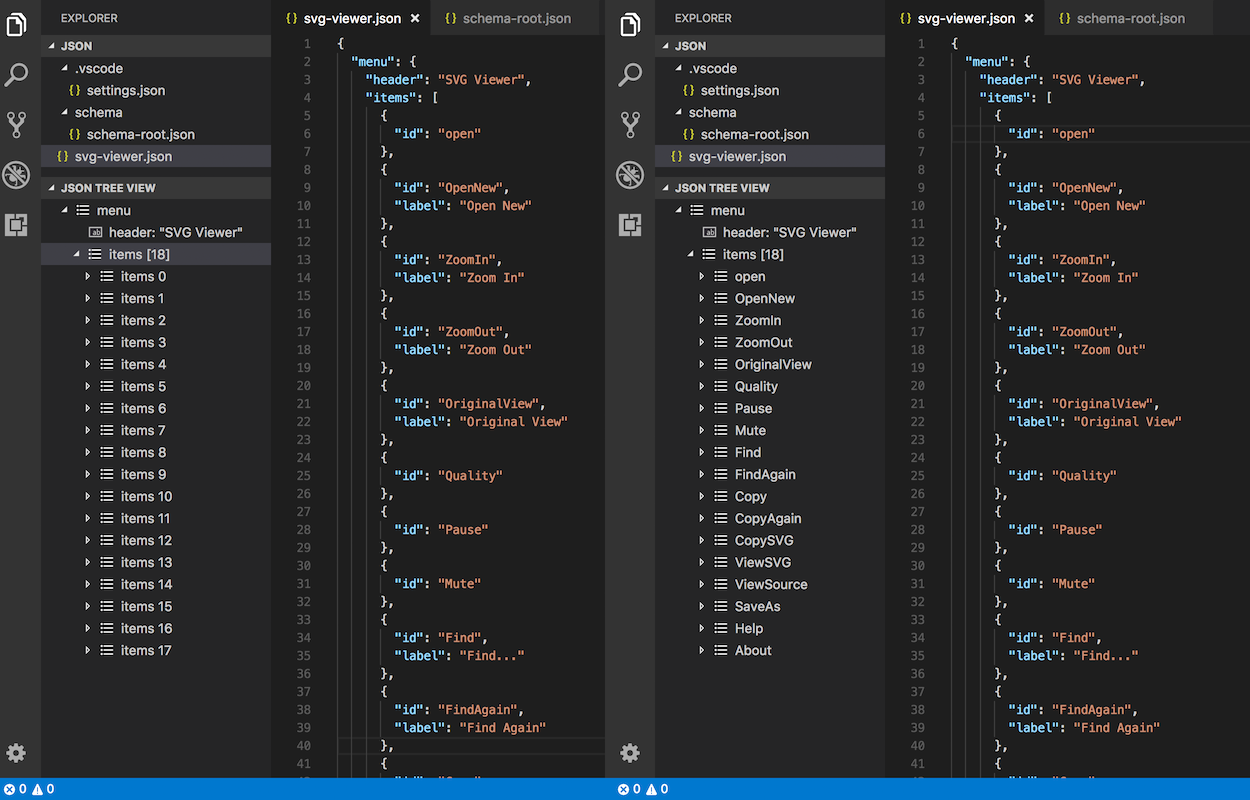 EXPLORER
JSON
.vscode
{} settings.json
schema
{} schema-root.json
{} svg-viewer.json
JSON TREE VIEW
menu
header: "SVG Viewer"
items [18]
items 0
items 1
items 2
items 3
items 4
items 5
items 6
items 7
items 8
items 9
items 10
items 11
items 12
items 13
items 14
items 15
items 16
items 17
{} svg-viewer.json × {} schema-root.json
1 {
2 "menu": {
3 "header": "SVG Viewer",
4 "items": [
5 {
6 "id": "open"
7 },
8 {
9 "id": "OpenNew",
10 "label": "Open New"
11 },
12 {
13 "id": "ZoomIn",
14 "label": "Zoom In"
15 },
16 {
17 "id": "ZoomOut",
18 "label": "Zoom Out"
19 },
20 {
21 "id": "OriginalView",
22 "label": "Original View"
23 },
24 {
25 "id": "Quality"
26 },
27 {
28 "id": "Pause"
29 },
30 {
31 "id": "Mute"
32 },
33 {
34 "id": "Find",
35 "label": "Find..."
36 },
37 {
38 "id": "FindAgain",
39 "label": "Find Again"
40 },
41 {
0 0
EXPLORER
JSON
.vscode
{} settings.json
schema
{} schema-root.json
{} svg-viewer.json
JSON TREE VIEW
menu
header: "SVG Viewer"
items [18]
open
OpenNew
ZoomIn
ZoomOut
OriginalView
Quality
Pause
Mute
Find
FindAgain
Copy
CopyAgain
CopySVG
ViewSVG
ViewSource
SaveAs
Help
About
{} svg-viewer.json × {} schema-root.json
1 {
2 "menu": {
3 "header": "SVG Viewer",
4 "items": [
5 {
6 "id": "open"
7 },
8 {
9 "id": "OpenNew",
10 "label": "Open New"
11 },
12 {
13 "id": "ZoomIn",
14 "label": "Zoom In"
15 },
16 {
17 "id": "ZoomOut",
18 "label": "Zoom Out"
19 },
20 {
21 "id": "OriginalView",
22 "label": "Original View"
23 },
24 {
25 "id": "Quality"
26 },
27 {
28 "id": "Pause"
29 },
30 {
31 "id": "Mute"
32 },
33 {
34 "id": "Find",
35 "label": "Find..."
36 },
37 {
38 "id": "FindAgain",
39 "label": "Find Again"
40 },
41 {
0 0